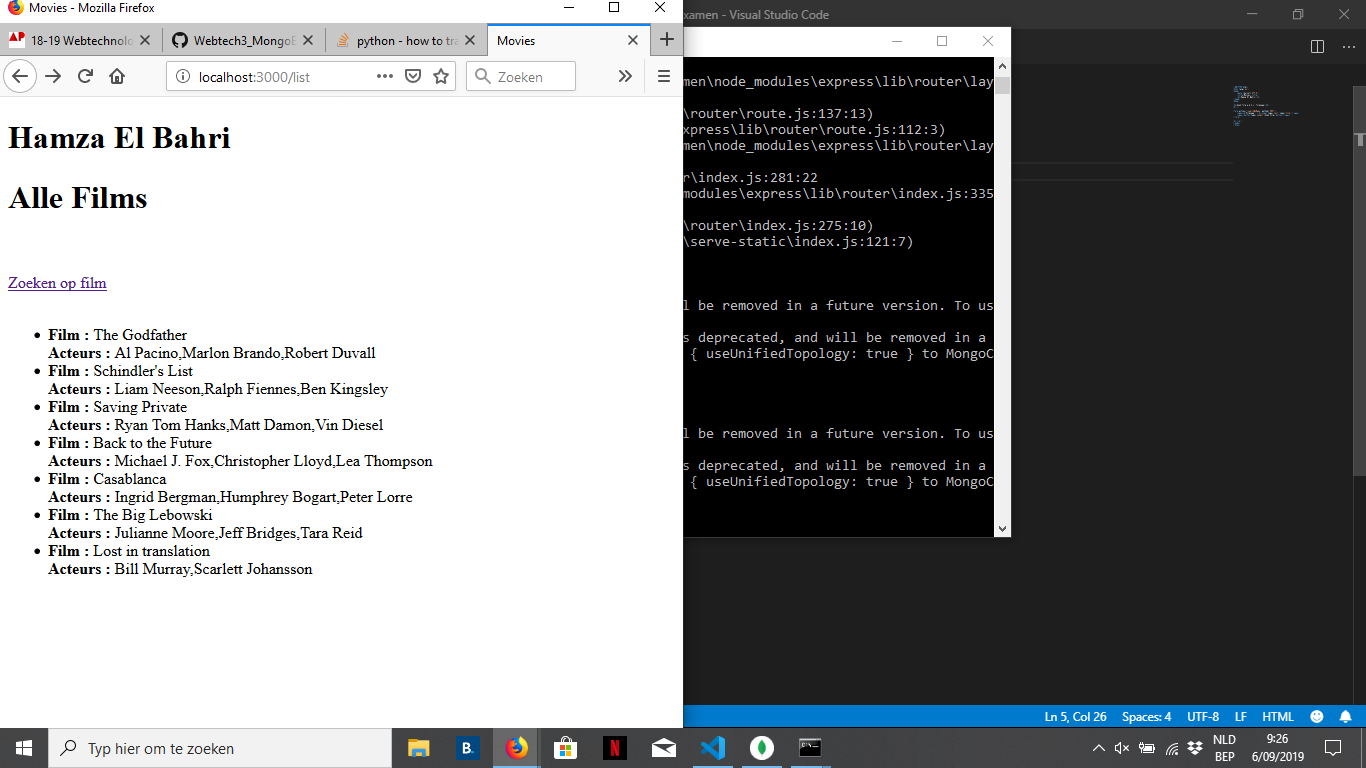 Movies - Mozilla Firefox
18-19 Webtechnolo
Webtech3_MongoE
python - how to tra
Movies
localhost:3000/list
Zoeken
Hamza El Bahri
Alle Films
Zoeken op film
Film : The Godfather
Acteurs : Al Pacino,Marlon Brando,Robert Duvall
Film : Schindler's List
Acteurs : Liam Neeson,Ralph Fiennes,Ben Kingsley
Film : Saving Private
Acteurs : Ryan Tom Hanks,Matt Damon,Vin Diesel
Film : Back to the Future
Acteurs : Michael J. Fox,Christopher Lloyd,Lea Thompson
Film : Casablanca
Acteurs : Ingrid Bergman,Humphrey Bogart,Peter Lorre
Film : The Big Lebowski
Acteurs : Julianne Moore,Jeff Bridges,Tara Reid
Film : Lost in translation
Acteurs : Bill Murray,Scarlett Johansson
xamen - Visual Studio Code
men\node_modules\express\lib\router\lay
\router\route.js:137:13)
xpress\lib\router\route.js:112:3)
men\node_modules\express\lib\router\lay
r\index.js:281:22
modules\express\lib\router\index.js:335
\router\index.js:275:10)
\serve-static\index.js:121:7)
l be removed in a future version. To us
s deprecated, and will be removed in a
{ useUnifiedTopology: true } to MongoC
l be removed in a future version. To us
s deprecated, and will be removed in a
{ useUnifiedTopology: true } to MongoC
Ln 5, Col 26 Spaces: 4 UTF-8 LF HTML
Typ hier om te zoeken
B.
N
NLD
BEP
9:26
6/09/2019